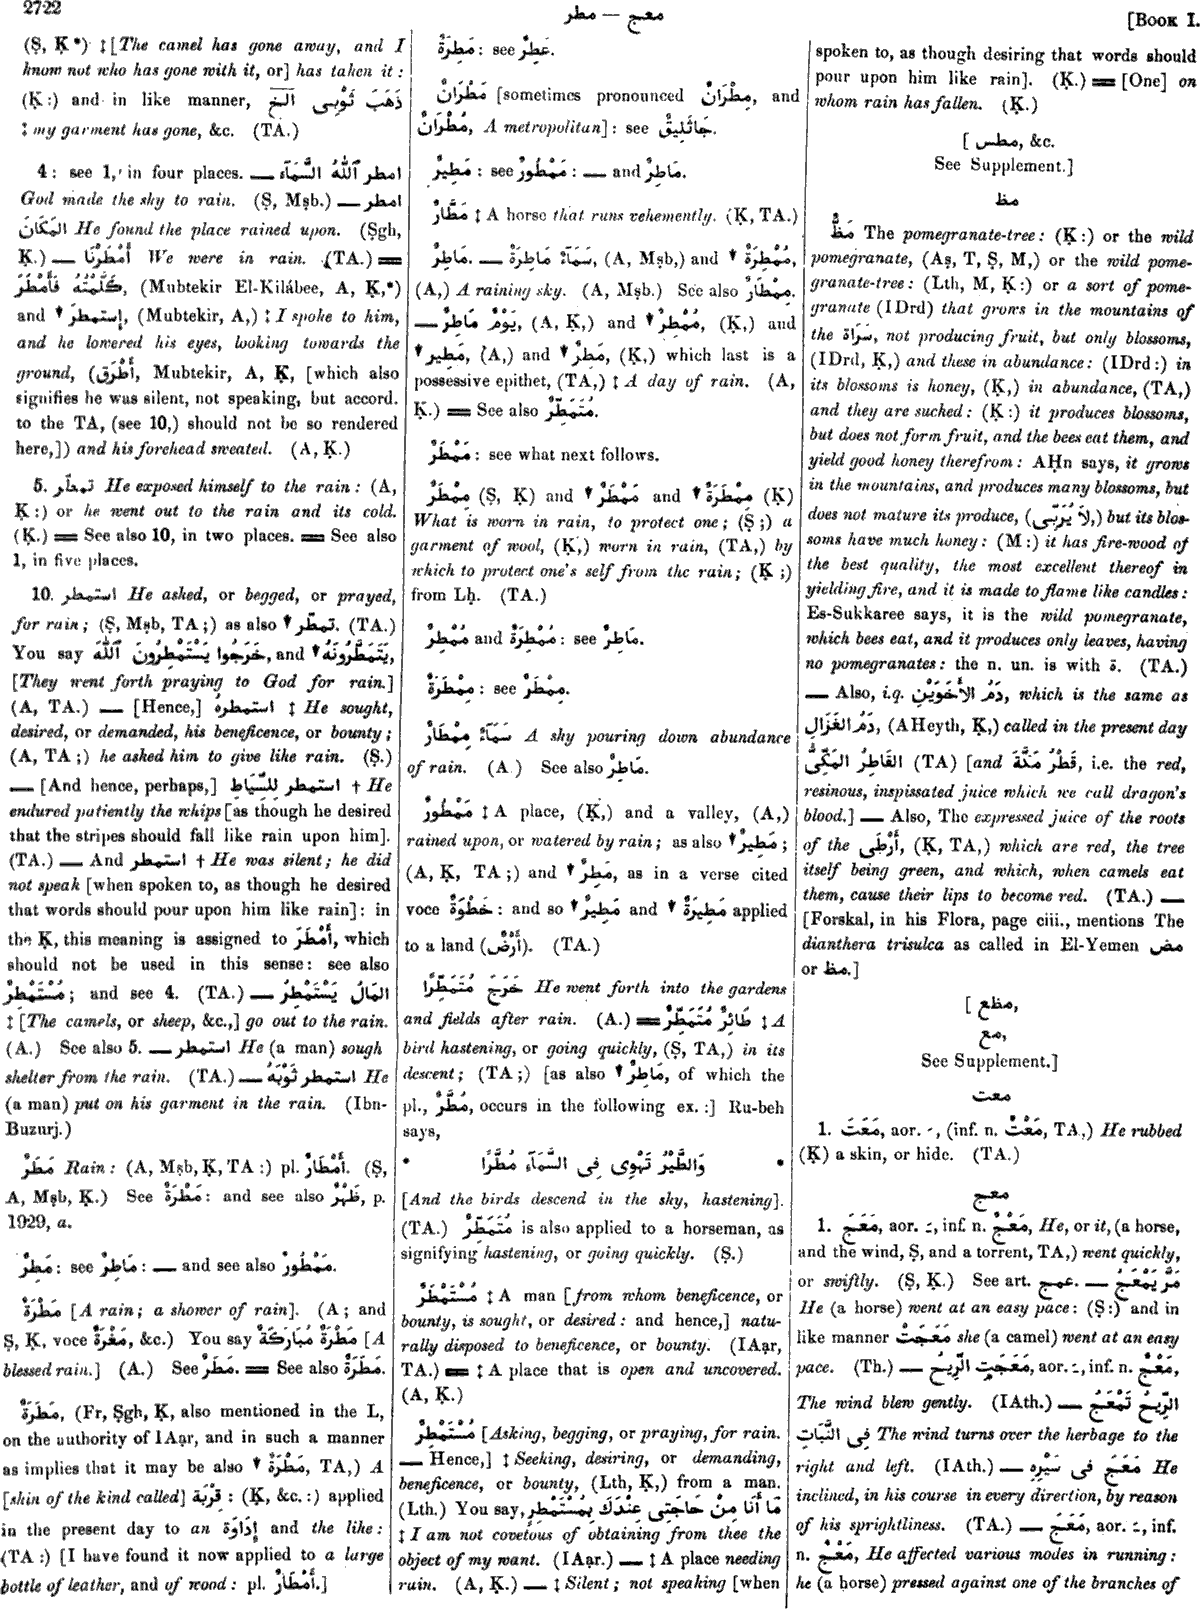 2722
معج — مطر
[BOOK I.
(Ṣ, Ḳ*) ‡ [The camel has gone away, and I
know not who has gone with it, or] has taken it :
(Ḳ :) and in like manner, ذَهَبَ ثَوْبِى الخ
‡ my garment has gone, &c. (TA.)
4 : see 1, in four places. — امطر ٱللّٰهُ السَّمَآءَ
God made the sky to rain. (Ṣ, Mṣb.) — امطر
المَكَانَ He found the place rained upon. (Ṣgh,
Ḳ.) — أَمْطَرْنَا We were in rain. (TA.) ==
كَلَّمْتُهُ فَأَمْطَرَ, (Mubtekir El-Kilábee, A, Ḳ,*)
and ▼ إِستمطر, (Mubtekir, A,) ‡ I spoke to him,
and he lowered his eyes, looking towards the
ground, (أَطْرَق, Mubtekir, A, Ḳ, [which also
signifies he was silent, not speaking, but accord.
to the TA, (see 10,) should not be so rendered
here,]) and his forehead sweated. (A, Ḳ.)
5. تمطّر He exposed himself to the rain : (A,
Ḳ :) or he went out to the rain and its cold.
(Ḳ.) == See also 10, in two places. == See also
1, in five places.
10. استمطر He asked, or begged, or prayed,
for rain ; (Ṣ, Mṣb, TA ;) as also ▼ تمطّر. (TA.)
You say خَرَجُوا يَسْتَمْطِرُونَ ٱللّٰهَ, and ▼ يَتَمَطَّرُونَهُ,
[They went forth praying to God for rain.]
(A, TA.) — [Hence,] استمطرهُ ‡ He sought,
desired, or demanded, his beneficence, or bounty ;
(A, TA ;) he asked him to give like rain. (Ṣ.)
— [And hence, perhaps,] استمطر لِلسِّيَاطِ † He
endured patiently the whips [as though he desired
that the stripes should fall like rain upon him].
(TA.) — And استمطر † He was silent ; he did
not speak [when spoken to, as though he desired
that words should pour upon him like rain] : in
the Ḳ, this meaning is assigned to أَمْطَرَ, which
should not be used in this sense : see also
مُسْتَمْطِرٌ ; and see 4. (TA.) — المَالُ يَسْتَمْطِرُ
‡ [The camels, or sheep, &c.,] go out to the rain.
(A.) See also 5. — استمطر He (a man) sough
shelter from the rain. (TA.) — استمطر ثَوْبَهُ He
(a man) put on his garment in the rain. (Ibn-
Buzurj.)
مَطَرٌ Rain : (A, Mṣb, Ḳ, TA :) pl. أَمْطَارٌ. (Ṣ,
A, Mṣb, Ḳ.) See مَطْرَةٌ : and see also ظَهْرٌ, p.
1929, a.
مَطِرٌ : see مَاطِرٌ : — and see also مَمْطُورٌ.
مَطْرَةٌ [A rain ; a shower of rain]. (A ; and
Ṣ, Ḳ, voce مَغْرَةٌ, &c.) You say مَطْرَةٌ مُبَارَكَةٌ [A
blessed rain.] (A.) See مَطَرٌ. == See also مَطَرَةٌ.
مَطَرَةٌ, (Fr, Ṣgh, Ḳ, also mentioned in the L,
on the authority of IAạr, and in such a manner
as implies that it may be also ▼ مَطْرَةٌ, TA,) A
[skin of the kind called] قِرْبَة : (Ḳ, &c. :) applied
in the present day to an إِدَاوَة and the like :
(TA :) [I have found it now applied to a large
bottle of leather, and of wood : pl. أَمْطَارٌ.]
مَطِرَةٌ : see عَطِرٌ.
مَطْرَانٌ [sometimes pronounced مِطْرَانٌ, and
مُطْرَانٌ, A metropolitan] : see جَاثَلِيقٌ.
مَطِيرٌ : see مَمْطُورٌ : — and مَاطِرٌ.
مَطَّارٌ ‡ A horse that runs vehemently. (Ḳ, TA.)
مَاطِرٌ. — سَمَآءٌ مَاطِرَةٌ, (A, Mṣb,) and ▼ مُمْطِرَةٌ,
(A,) A raining sky. (A, Mṣb.) See also مِمْطَارٌ.
— يَوْمٌ مَاطِرٌ, (A, Ḳ,) and ▼ مُمْطِرٌ, (Ḳ,) and
▼ مَطِير, (A,) and ▼ مَطِرٌ, (Ḳ,) which last is a
possessive epithet, (TA,) ‡ A day of rain. (A,
Ḳ.) == See also مُتَمَطِّرٌ.
مَمْطَرٌ : see what next follows.
مِمْطَرٌ (Ṣ, Ḳ) and ▼ مَمْطَرٌ and ▼ مِمْطَرَةٌ (Ḳ)
What is worn in rain, to protect one ; (Ṣ ;) a
garment of wool, (Ḳ,) worn in rain, (TA,) by
which to protect one's self from the rain ; (Ḳ ;)
from Lḥ. (TA.)
مُمْطِرٌ and مُمْطِرَةٌ : see مَاطِرٌ.
مِمْطَرَةٌ : see مِمْطَرٌ.
سَمَآءٌ مِمْطَارٌ A sky pouring down abundance
of rain. (A.) See also مَاطِرٌ.
مَمْطُورٌ ‡ A place, (Ḳ,) and a valley, (A,)
rained upon, or watered by rain ; as also ▼ مَطِيرٌ ;
(A, Ḳ, TA ;) and ▼ مَطِرٌ, as in a verse cited
voce خَطْوَةٌ : and so ▼ مَطِيرٌ and ▼ مَطِيرَةٌ applied
to a land (أَرْضٌ). (TA.)
خَرَجَ مُتَمَطِّرًا He went forth into the gardens
and fields after rain. (A.) == طَائِرٌ مُتَمَطِّرٌ ‡ A
bird hastening, or going quickly, (Ṣ, TA,) in its
descent ; (TA ;) [as also ▼ مَاطِرٌ, of which the
pl., مُطَّرٌ, occurs in the following ex. :] Ru-beh
says,
* وَالطَّيْرُ تَهْوِى فِى السَّمَآءِ مُطَّرًا *
[And the birds descend in the sky, hastening].
(TA.) مُتَمَطِّرٌ is also applied to a horseman, as
signifying hastening, or going quickly. (Ṣ.)
مُسْتَمْطَرٌ ‡ A man [from whom beneficence, or
bounty, is sought, or desired : and hence,] natu-
rally disposed to beneficence, or bounty. (IAạr,
TA.) == ‡ A place that is open and uncovered.
(A, Ḳ.)
مُسْتَمْطِرٌ [Asking, begging, or praying, for rain.
— Hence,] ‡ Seeking, desiring, or demanding,
beneficence, or bounty, (Lth, Ḳ,) from a man.
(Lth.) You say, مَا أَنَا مِنْ حَاجَتِى عِنْدَكَ بِمُسْتَمْطِرٍ
‡ I am not covetous of obtaining from thee the
object of my want. (IAạr.) — ‡ A place needing
rain. (A, Ḳ.) — ‡ Silent ; not speaking [when
spoken to, as though desiring that words should
pour upon him like rain]. (Ḳ.) == [One] on
whom rain has fallen. (Ḳ.)
[ مطس, &c.
See Supplement.]
مظ
مَظٌّ The pomegranate-tree : (Ḳ :) or the wild
pomegranate, (Aṣ, T, Ṣ, M,) or the wild pome-
granate-tree : (Lth, M, Ḳ :) or a sort of pome-
granate (IDrd) that grows in the mountains of
the سَرَاة, not producing fruit, but only blossoms,
(IDrd, Ḳ,) and these in abundance : (IDrd :) in
its blossoms is honey, (Ḳ,) in abundance, (TA,)
and they are sucked : (Ḳ :) it produces blossoms,
but does not form fruit, and the bees eat them, and
yield good honey therefrom : AḤn says, it grows
in the mountains, and produces many blossoms, but
does not mature its produce, (لَا يُرَبِّى,) but its blos-
soms have much honey : (M :) it has fire-wood of
the best quality, the most excellent thereof in
yielding fire, and it is made to flame like candles :
Es-Sukkaree says, it is the wild pomegranate,
which bees eat, and it produces only leaves, having
no pomegranates : the n. un. is with ة. (TA.)
— Also, i.q. دَمُ الأَخَوَيْنِ, which is the same as
دَمُ الغَزَالِ, (AHeyth, Ḳ,) called in the present day
القَاطِرُ المَكِّىُّ (TA) [and قَطْرُ مَكَّةَ, i.e. the red,
resinous, inspissated juice which we call dragon's
blood.] — Also, The expressed juice of the roots
of the أَرْطَى, (Ḳ, TA,) which are red, the tree
itself being green, and which, when camels eat
them, cause their lips to become red. (TA.) —
[Forskal, in his Flora, page ciii., mentions The
dianthera trisulca as called in El-Yemen مض
or مظ.]
[ مظع,
مع,
See Supplement.]
معت
1. مَعَتَ, aor. -, (inf. n. مَعْتٌ, TA,) He rubbed
(Ḳ) a skin, or hide. (TA.)
معج
1. مَعَجَ, aor. ـَ, inf. n. مَعْجٌ, He, or it, (a horse,
and the wind, Ṣ, and a torrent, TA,) went quickly,
or swiftly. (Ṣ, Ḳ.) See art. عمج. — مَرَّ يَمْعَجُ
He (a horse) went at an easy pace : (Ṣ :) and in
like manner مَعَجَتْ she (a camel) went at an easy
pace. (Th.) — مَعَجَتِ الرِّيحُ, aor. ـَ, inf. n. مَعْجٌ,
The wind blew gently. (IAth.) — الرِّيحُ تَمْعَجُ
فِى النَّبَاتِ The wind turns over the herbage to the
right and left. (IAth.) — مَعَجَ فى سَيْرِهِ He
inclined, in his course in every direction, by reason
of his sprightliness. (TA.) — مَعَجَ, aor. ـَ, inf.
n. مَعْجٌ, He affected various modes in running :
he (a horse) pressed against one of the branches of